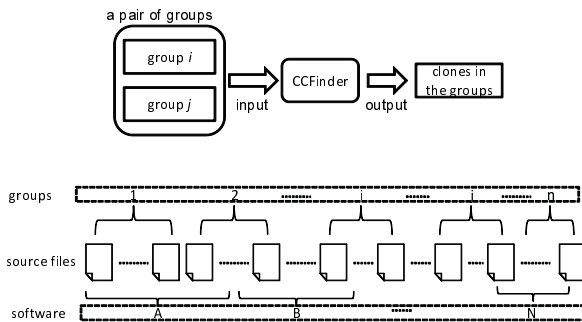 a pair of groups
group i
group j
input
CCFinder
output
clones in
the groups
groups 1 2 ........ i ....... j ........ n
source files
software A B ...... N